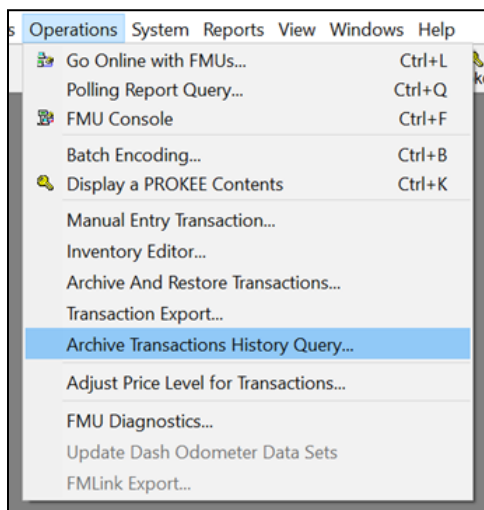 s Operations System Reports View Windows Help
Go Online with FMUs... Ctrl+L
Polling Report Query... Ctrl+Q
FMU Console Ctrl+F
Batch Encoding... Ctrl+B
Display a PROKEE Contents Ctrl+K
Manual Entry Transaction...
Inventory Editor...
Archive And Restore Transactions...
Transaction Export...
Archive Transactions History Query...
Adjust Price Level for Transactions...
FMU Diagnostics...
Update Dash Odometer Data Sets
FMLink Export...